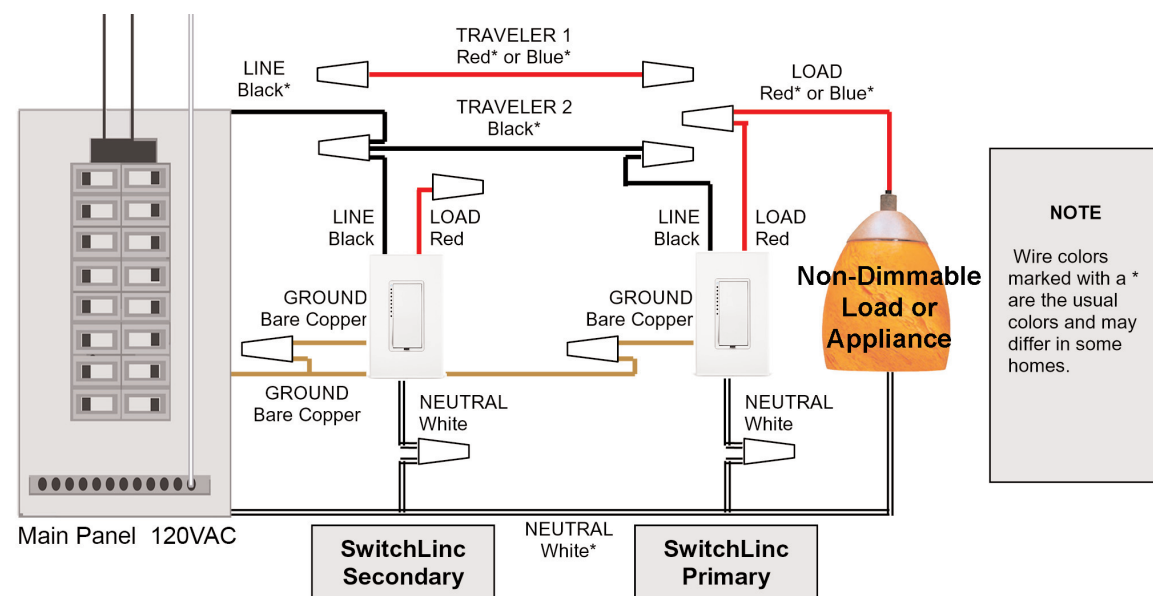 TRAVELER 1
Red* or Blue*
LINE
Black*
LOAD
Red* or Blue*
TRAVELER 2
Black*
LINE
Black
LOAD
Red
LINE
Black
LOAD
Red
NOTE
Wire colors
marked with a *
are the usual
colors and may
differ in some
homes.
Non-Dimmable
Load or
Appliance
GROUND
Bare Copper
GROUND
Bare Copper
GROUND
Bare Copper
NEUTRAL
White
NEUTRAL
White
Main Panel 120VAC
NEUTRAL
White*
SwitchLinc
Secondary
SwitchLinc
Primary